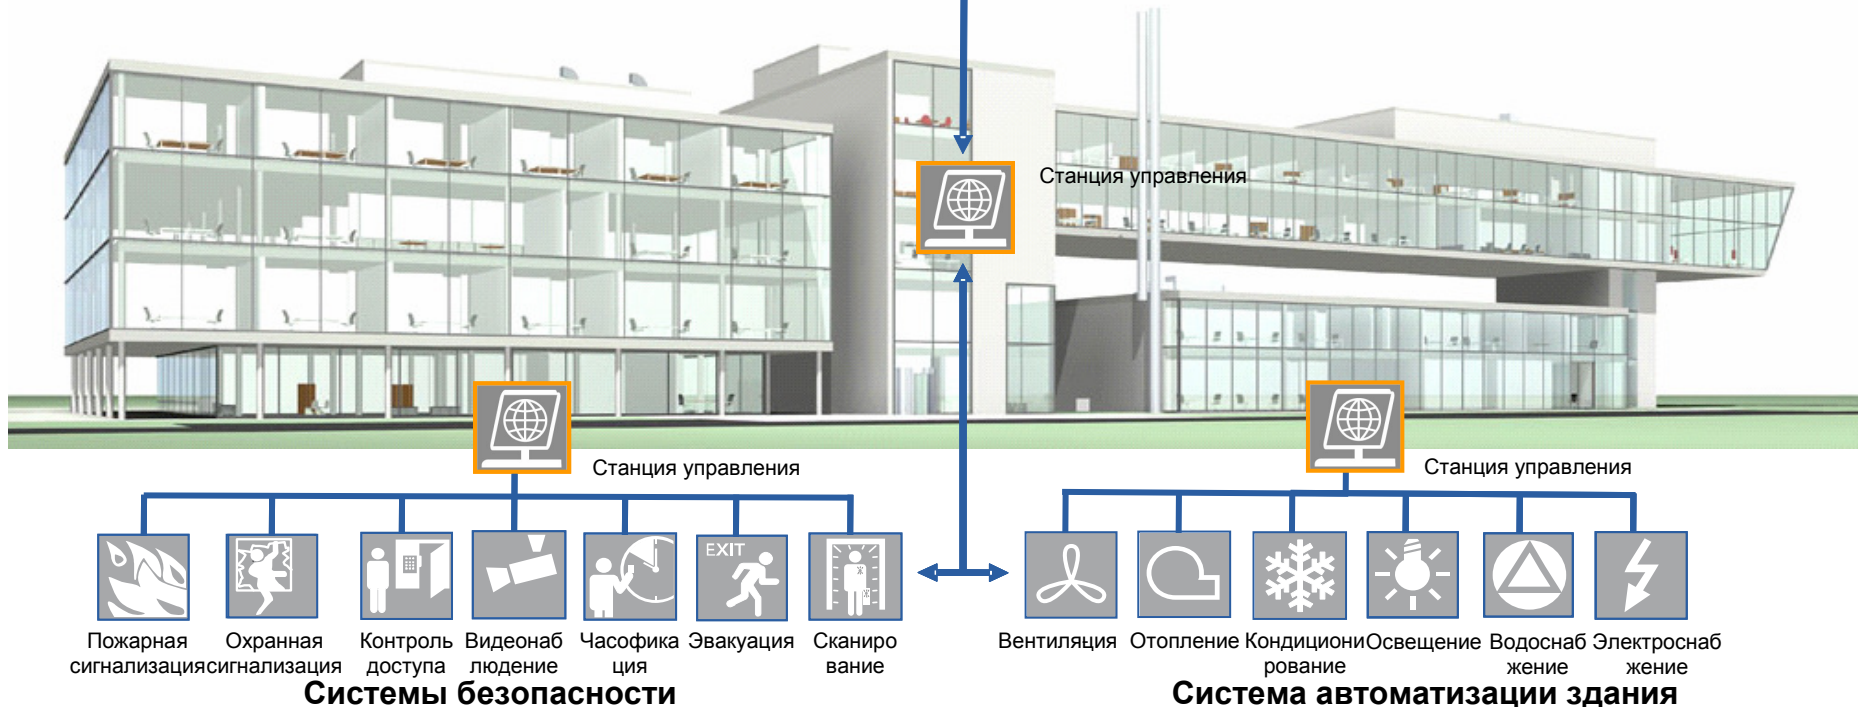 Станция управления
Станция управления
Станция управления
EXIT
Пожарная
сигнализация
Охранная
сигнализация
Контроль
доступа
Видеонаб
людение
Часофика
ция
Эвакуация
Сканиро
вание
Вентиляция
Отопление
Кондициони
рование
Освещение
Водоснаб
жение
Электроснаб
жение
Системы безопасности
Система автоматизации здания